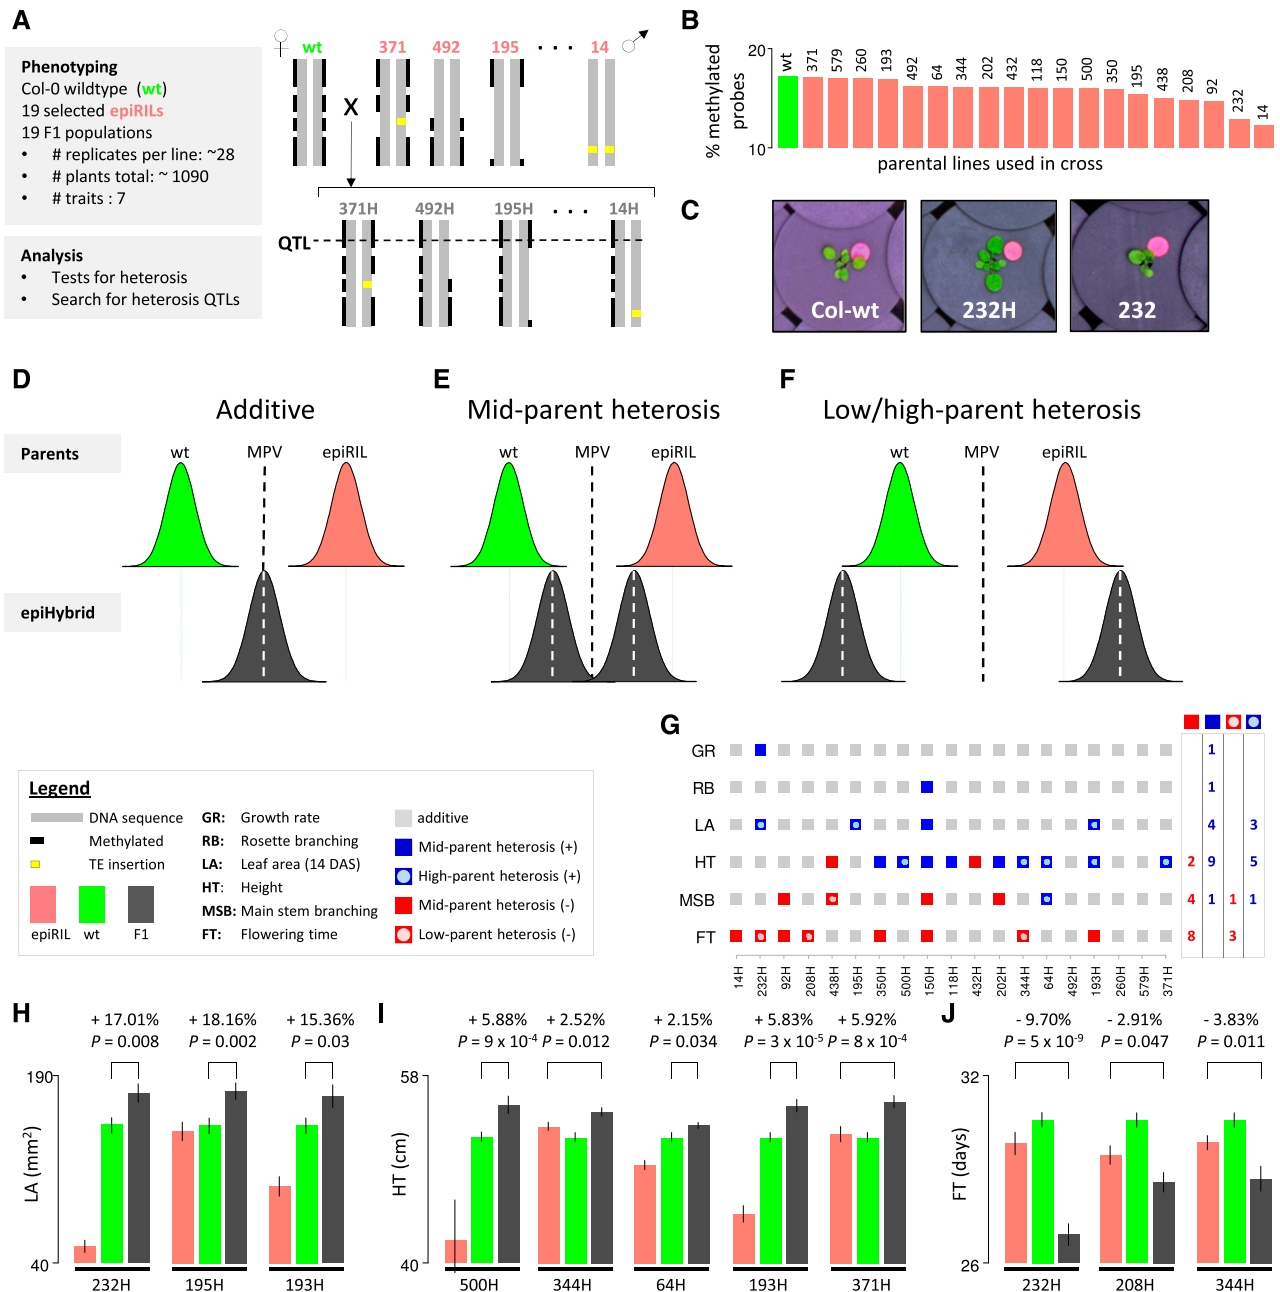 A
Phenotyping
Col-0 wildtype (wt)
19 selected epiRILs
19 F1 populations
• # replicates per line: ~28
• # plants total: ~ 1090
• # traits : 7
Analysis
• Tests for heterosis
• Search for heterosis QTLs
♀ wt 371 492 195 · · · 14 ♂
X
371H 492H 195H · · · 14H
QTL
B
% methylated probes
20
10
wt 371 579 260 193 492 64 344 202 432 118 150 500 350 195 438 208 92 232 14
parental lines used in cross
C
Col-wt 232H 232
D
Additive
Parents
wt MPV epiRIL
epiHybrid
E
Mid-parent heterosis
wt MPV epiRIL
F
Low/high-parent heterosis
wt MPV epiRIL
Legend
DNA sequence
Methylated
TE insertion
epiRIL wt F1
GR: Growth rate
RB: Rosette branching
LA: Leaf area (14 DAS)
HT: Height
MSB: Main stem branching
FT: Flowering time
additive
Mid-parent heterosis (+)
High-parent heterosis (+)
Mid-parent heterosis (-)
Low-parent heterosis (-)
G
GR 1
RB 1
LA 4 3
HT 2 9 5
MSB 4 1 1 1
FT 8 3
14H 232H 92H 208H 438H 195H 350H 500H 150H 118H 432H 202H 344H 64H 492H 193H 260H 579H 371H
H
+ 17.01% + 18.16% + 15.36%
P = 0.008 P = 0.002 P = 0.03
190
LA (mm²)
40
232H 195H 193H
I
+ 5.88% + 2.52% + 2.15% + 5.83% + 5.92%
P = 9 x 10⁻⁴ P = 0.012 P = 0.034 P = 3 x 10⁻⁵ P = 8 x 10⁻⁴
58
HT (cm)
40
500H 344H 64H 193H 371H
J
- 9.70% - 2.91% - 3.83%
P = 5 x 10⁻⁹ P = 0.047 P = 0.011
32
FT (days)
26
232H 208H 344H